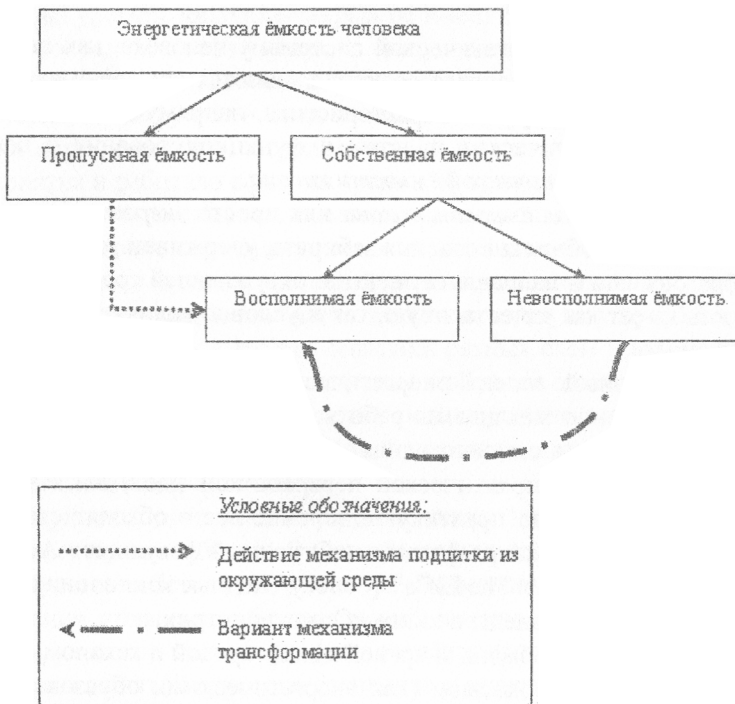 Энергетическая ёмкость человека
Пропускная ёмкость
Собственная ёмкость
Восполнимая ёмкость
Невосполнимая ёмкость
Условные обозначения:
Действие механизма подпитки из
окружающей среды
Вариант механизма
трансформации